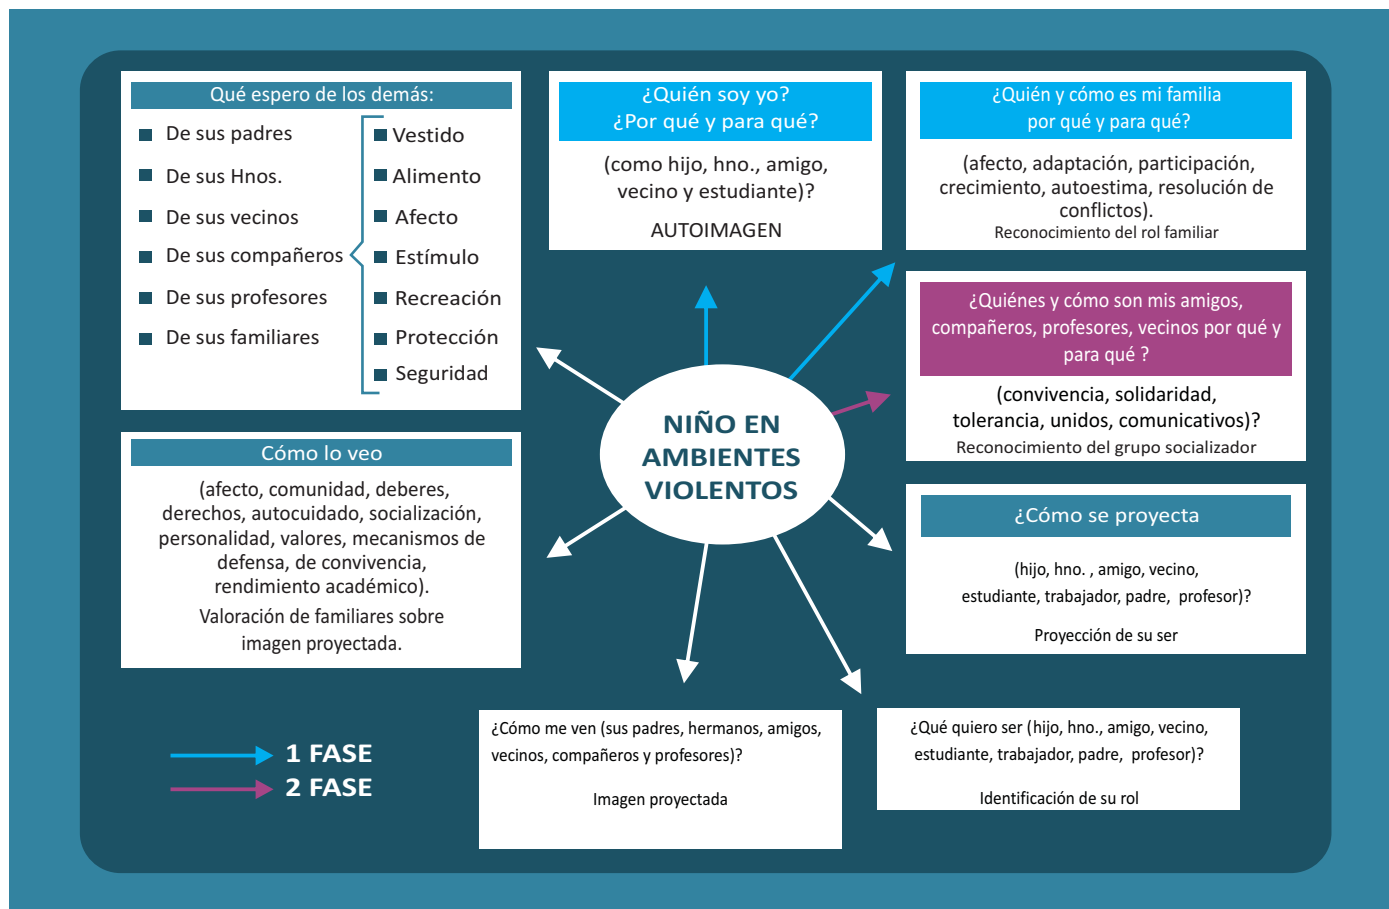 Qué espero de los demás:
De sus padres
De sus Hnos.
De sus vecinos
De sus compañeros
De sus profesores
De sus familiares
Vestido
Alimento
Afecto
Estímulo
Recreación
Protección
Seguridad
¿Quién soy yo?
¿Por qué y para qué?
(como hijo, hno., amigo,
vecino y estudiante)?
AUTOIMAGEN
¿Quién y cómo es mi familia
por qué y para qué?
(afecto, adaptación, participación,
crecimiento, autoestima, resolución de
conflictos).
Reconocimiento del rol familiar
¿Quiénes y cómo son mis amigos,
compañeros, profesores, vecinos por qué y
para qué ?
(convivencia, solidaridad,
tolerancia, unidos, comunicativos)?
Reconocimiento del grupo socializador
NIÑO EN
AMBIENTES
VIOLENTOS
Cómo lo veo
(afecto, comunidad, deberes,
derechos, autocuidado, socialización,
personalidad, valores, mecanismos de
defensa, de convivencia,
rendimiento académico).
Valoración de familiares sobre
imagen proyectada.
¿Cómo se proyecta
(hijo, hno. , amigo, vecino,
estudiante, trabajador, padre, profesor)?
Proyección de su ser
¿Cómo me ven (sus padres, hermanos, amigos,
vecinos, compañeros y profesores)?
Imagen proyectada
¿Qué quiero ser (hijo, hno., amigo, vecino,
estudiante, trabajador, padre, profesor)?
Identificación de su rol
1 FASE
2 FASE